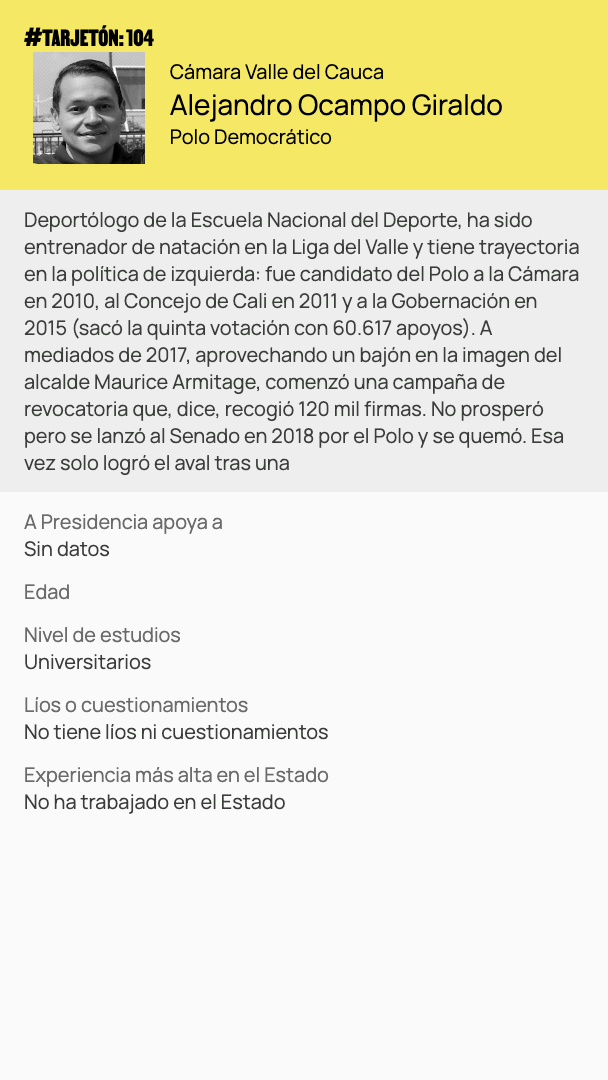 #TARJETÓN: 104
Cámara Valle del Cauca
Alejandro Ocampo Giraldo
Polo Democrático
Deportólogo de la Escuela Nacional del Deporte, ha sido
entrenador de natación en la Liga del Valle y tiene trayectoria
en la política de izquierda: fue candidato del Polo a la Cámara
en 2010, al Concejo de Cali en 2011 y a la Gobernación en
2015 (sacó la quinta votación con 60.617 apoyos). A
mediados de 2017, aprovechando un bajón en la imagen del
alcalde Maurice Armitage, comenzó una campaña de
revocatoria que, dice, recogió 120 mil firmas. No prosperó
pero se lanzó al Senado en 2018 por el Polo y se quemó. Esa
vez solo logró el aval tras una
A Presidencia apoya a
Sin datos
Edad
Nivel de estudios
Universitarios
Líos o cuestionamientos
No tiene líos ni cuestionamientos
Experiencia más alta en el Estado
No ha trabajado en el Estado